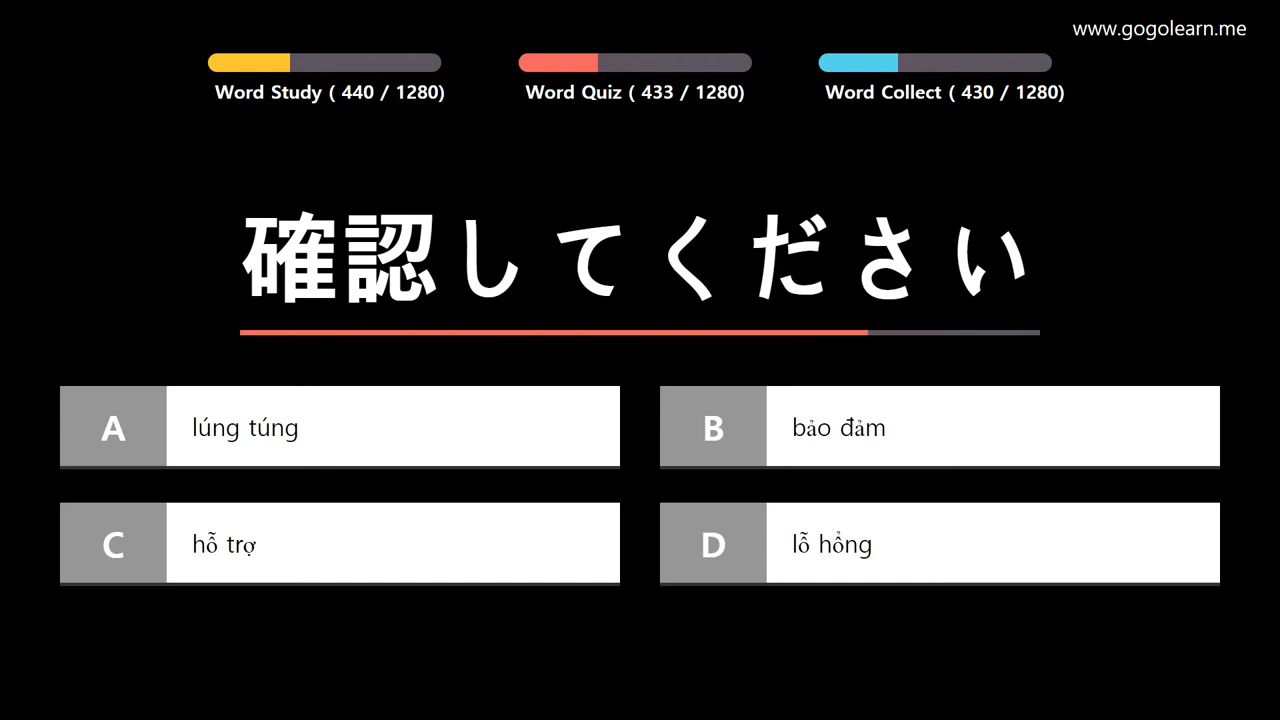 www.gogolearn.me
Word Study ( 440 / 1280)
Word Quiz ( 433 / 1280)
Word Collect ( 430 / 1280)
確認してください
A
lúng túng
B
bảo đảm
C
hỗ trợ
D
lỗ hổng